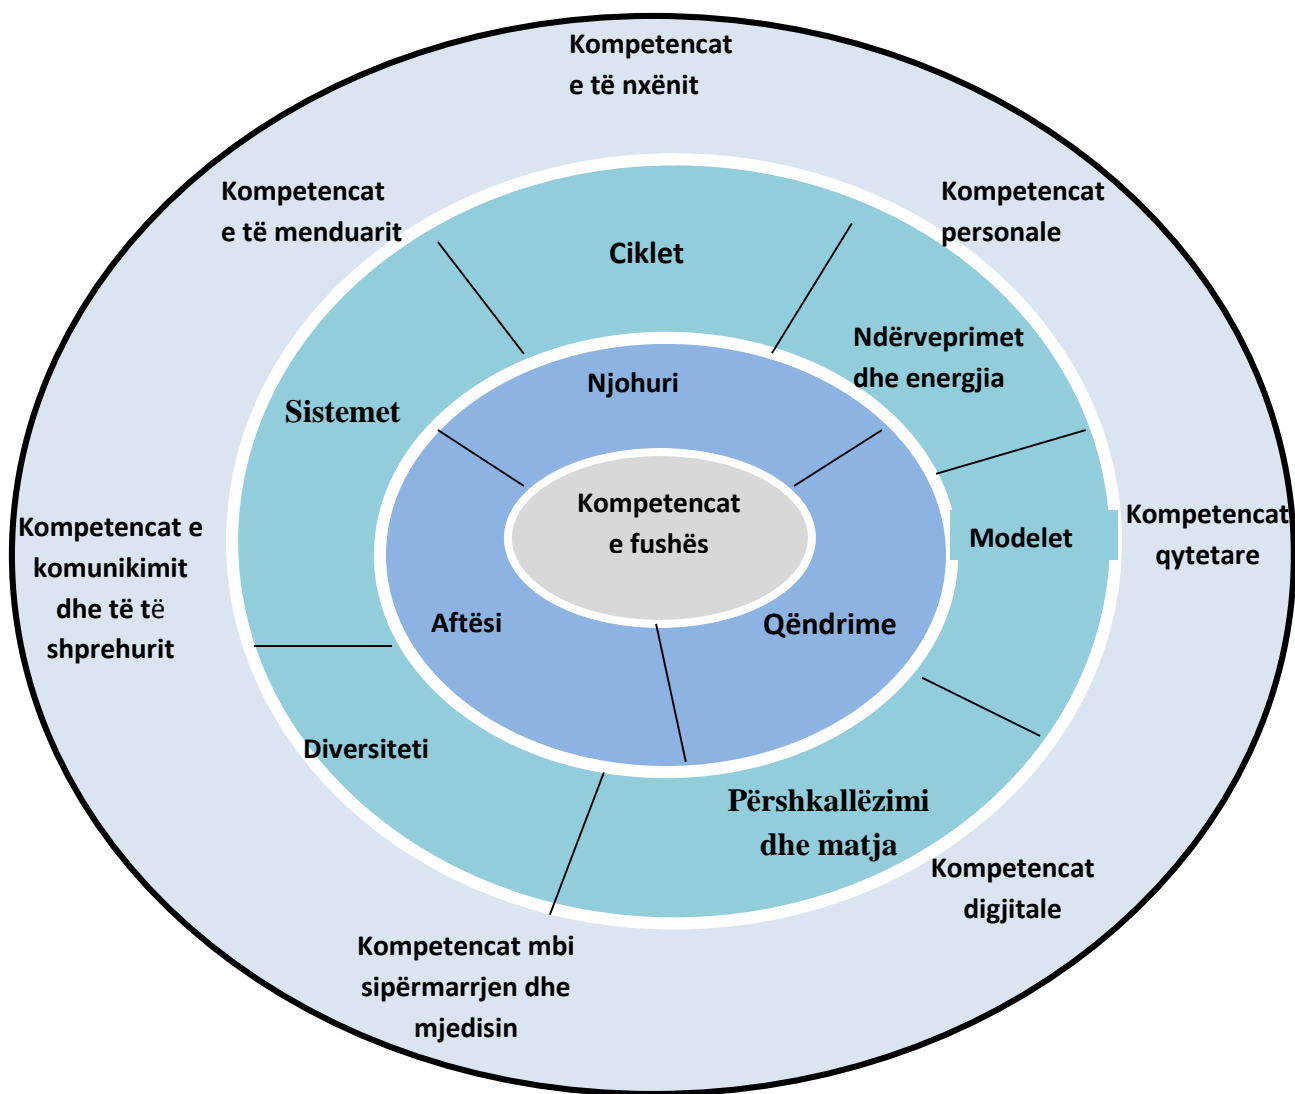 Kompetencat
e të nxënit
Kompetencat
e të menduarit
Kompetencat
personale
Ciklet
Ndërveprimet
dhe energjia
Njohuri
Sistemet
Kompetencat
e fushës
Kompetencat e
komunikimit
dhe të të
shprehurit
Modelet
Kompetencat
qytetare
Aftësi
Qëndrime
Diversiteti
Përshkallëzimi
dhe matja
Kompetencat
digjitale
Kompetencat mbi
sipërmarrjen dhe
mjedisin